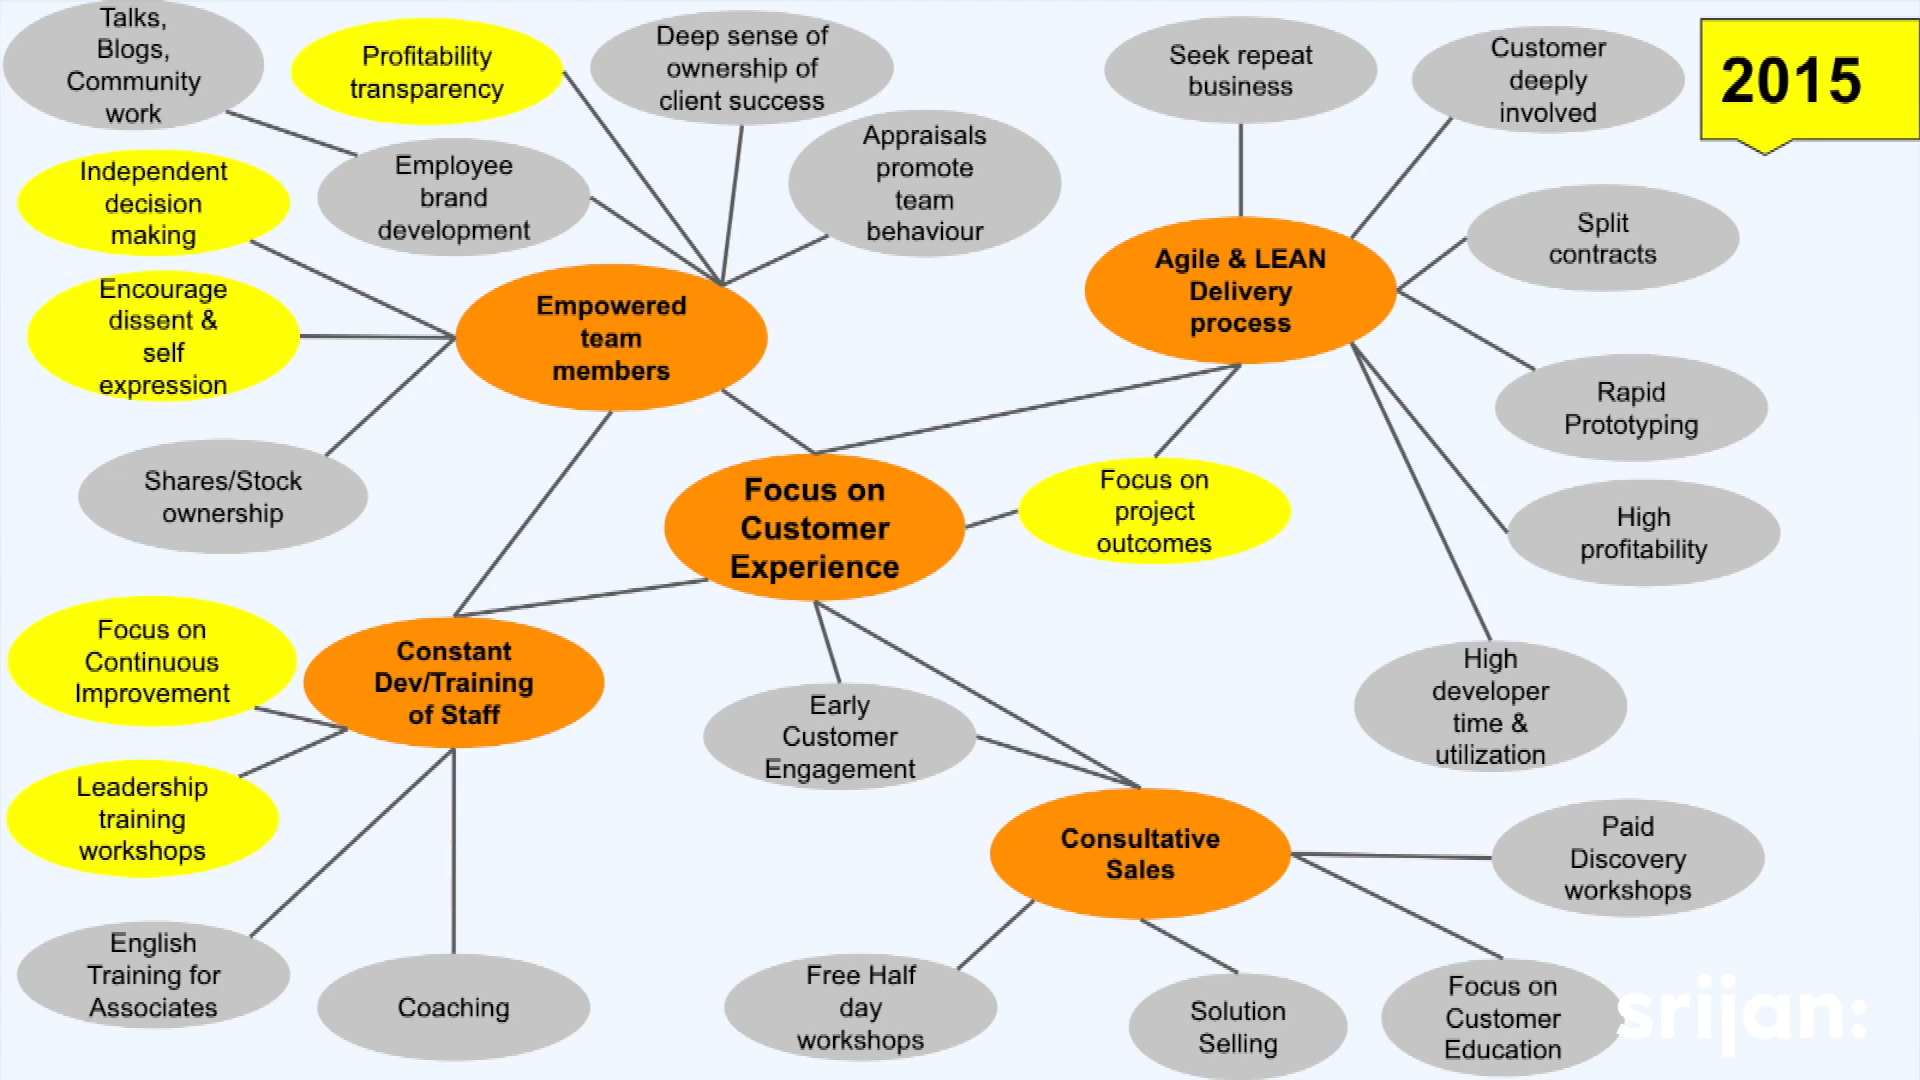 Talks,
Blogs,
Community
work
Profitability
transparency
Deep sense of
ownership of
client success
Seek repeat
business
Customer
deeply
involved
2015
Independent
decision
making
Employee
brand
development
Appraisals
promote
team
behaviour
Split
contracts
Encourage
dissent &
self
expression
Empowered
team
members
Agile & LEAN
Delivery
process
Rapid
Prototyping
Shares/Stock
ownership
Focus on
Customer
Experience
Focus on
project
outcomes
High
profitability
Focus on
Continuous
Improvement
Constant
Dev/Training
of Staff
Early
Customer
Engagement
High
developer
time &
utilization
Leadership
training
workshops
Consultative
Sales
Paid
Discovery
workshops
English
Training for
Associates
Coaching
Free Half
day
workshops
Solution
Selling
Focus on
Customer
Education
srijan: